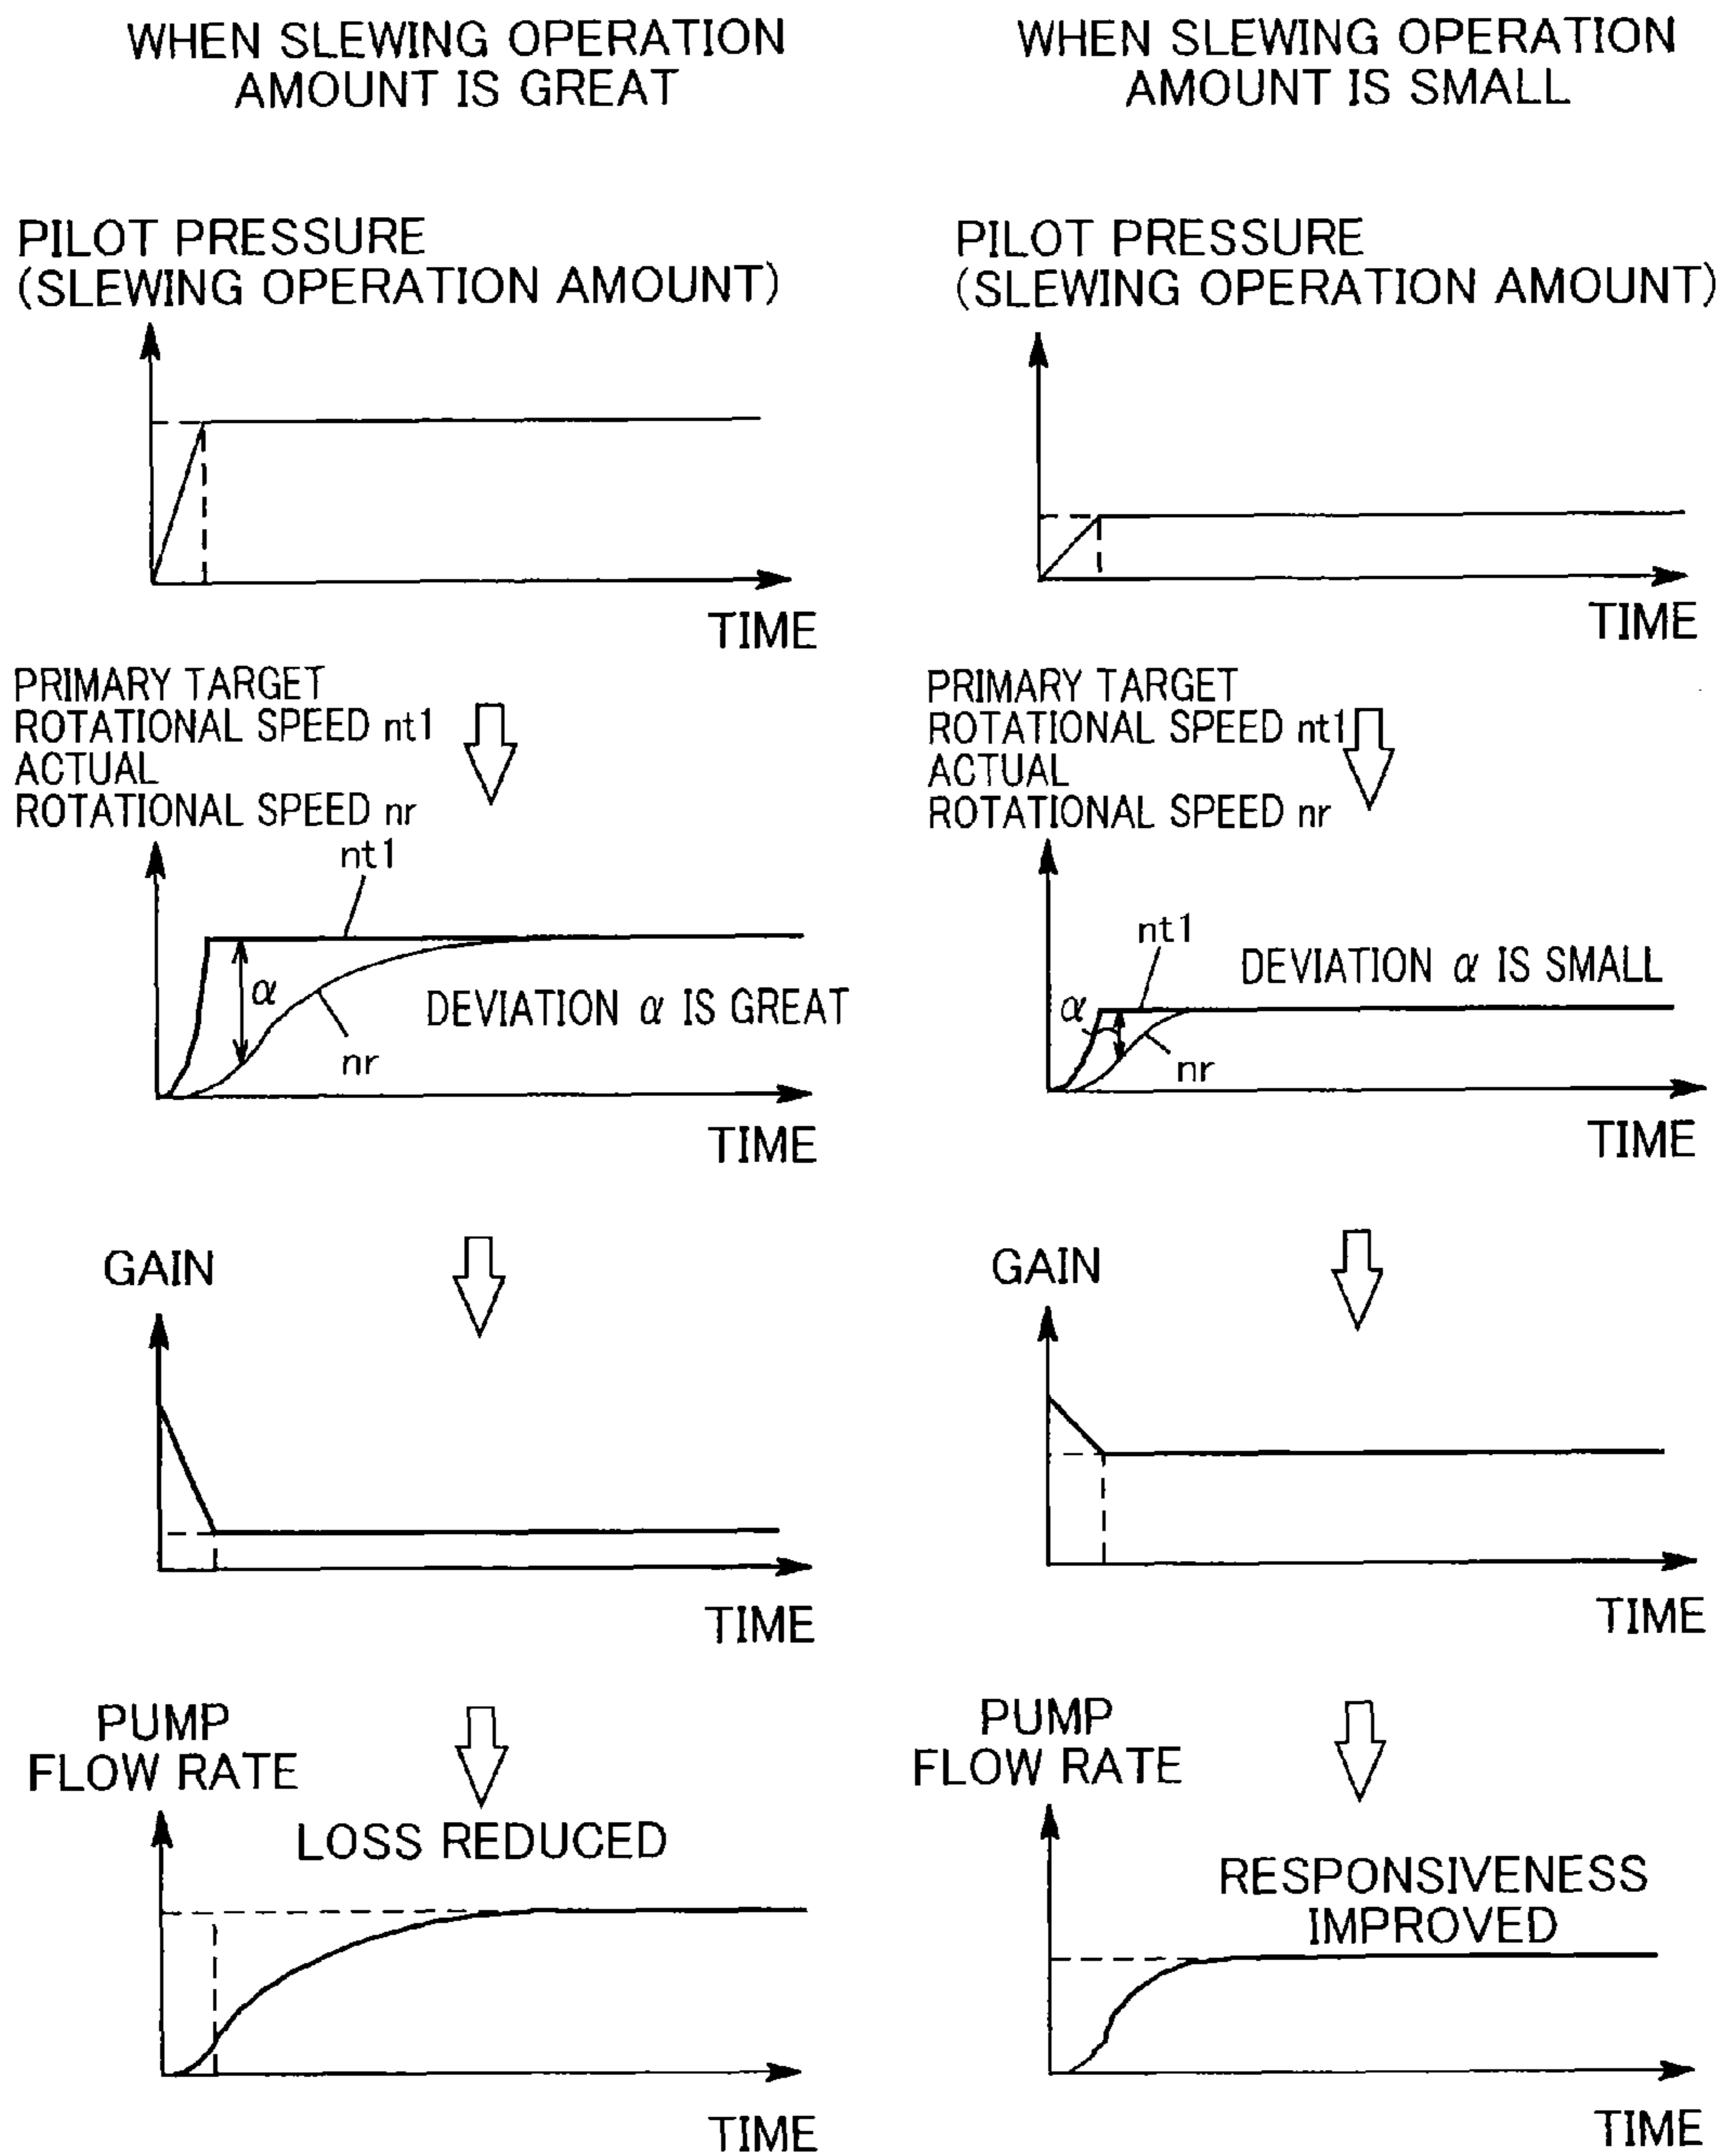 WHEN SLEWING OPERATION
AMOUNT IS GREAT
PILOT PRESSURE
(SLEWING OPERATION AMOUNT)
TIME
PRIMARY TARGET
ROTATIONAL SPEED nt1
ACTUAL
ROTATIONAL SPEED nr
nt1
α
DEVIATION α IS GREAT
nr
TIME
GAIN
TIME
PUMP
FLOW RATE
LOSS REDUCED
TIME
WHEN SLEWING OPERATION
AMOUNT IS SMALL
PILOT PRESSURE
(SLEWING OPERATION AMOUNT)
TIME
PRIMARY TARGET
ROTATIONAL SPEED nt1
ACTUAL
ROTATIONAL SPEED nr
nt1
DEVIATION α IS SMALL
α
nr
TIME
GAIN
TIME
PUMP
FLOW RATE
RESPONSIVENESS
IMPROVED
TIME